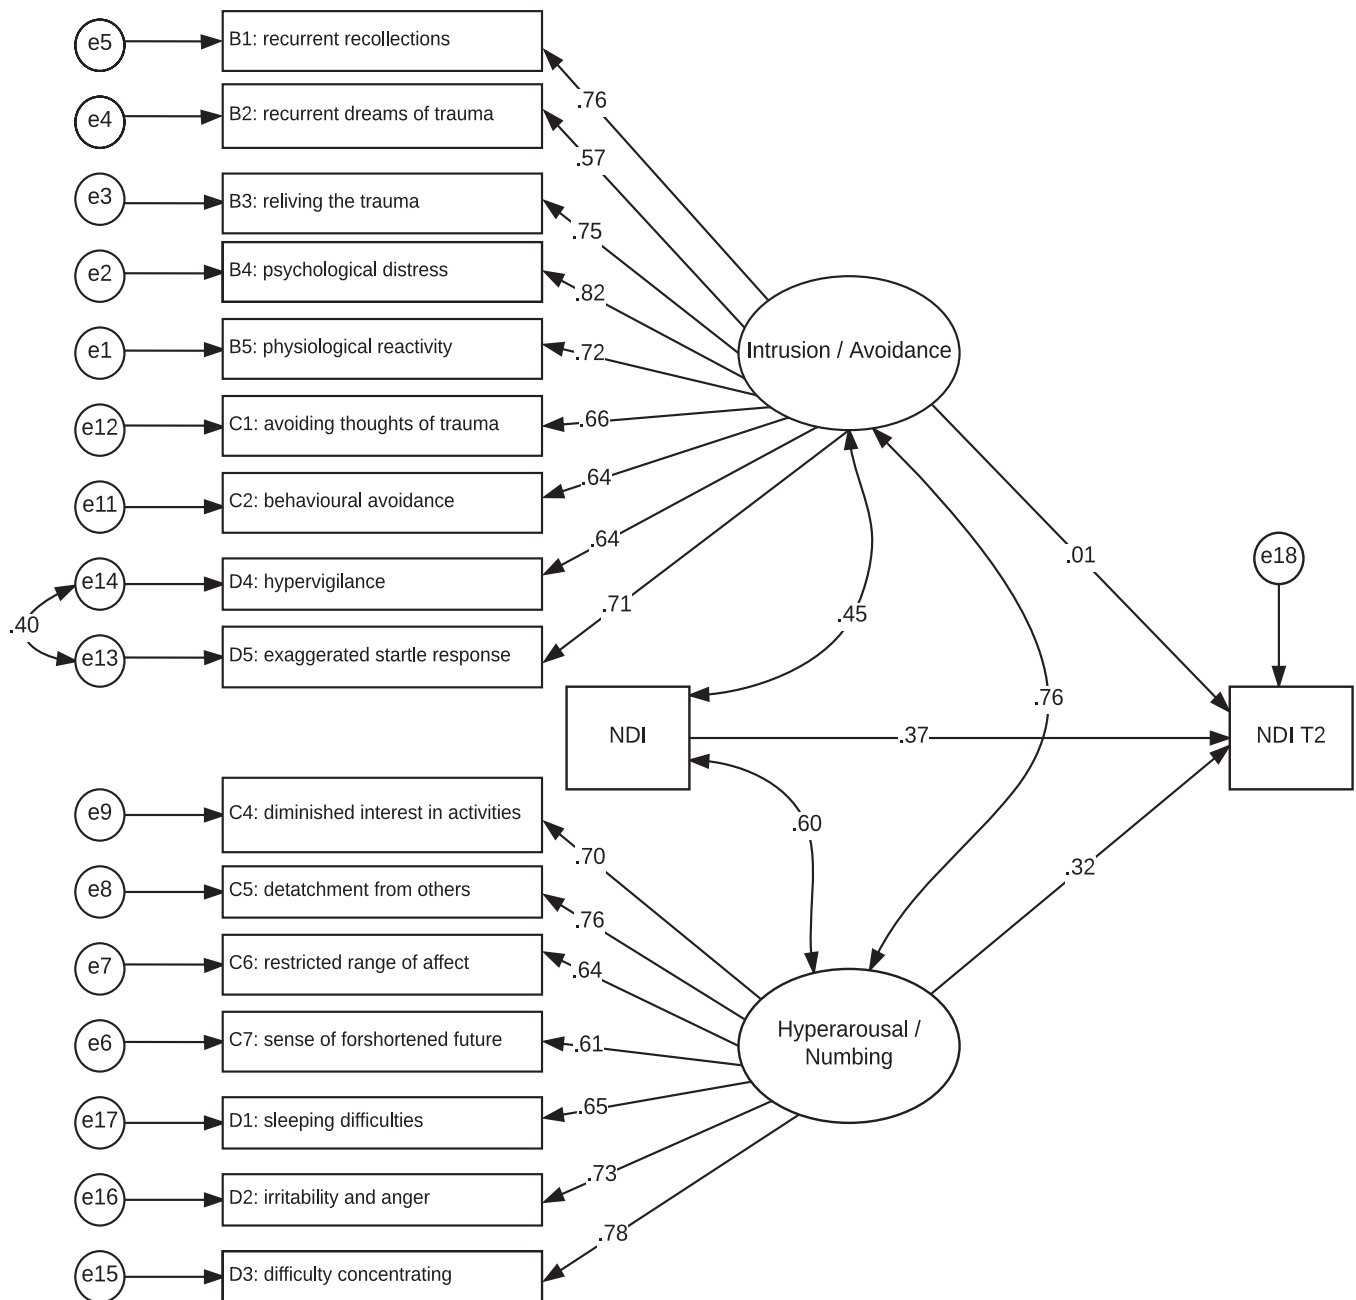 e5
B1: recurrent recollections
.76
e4
B2: recurrent dreams of trauma
.57
e3
B3: reliving the trauma
.75
e2
B4: psychological distress
.82
e1
B5: physiological reactivity
.72
Intrusion / Avoidance
e12
C1: avoiding thoughts of trauma
.66
e11
C2: behavioural avoidance
.64
e14
D4: hypervigilance
.64
.01
e18
.40
e13
D5: exaggerated startle response
.71
.45
.76
NDI
.37
NDI T2
e9
C4: diminished interest in activities
.70
.60
.32
e8
C5: detatchment from others
.76
e7
C6: restricted range of affect
.64
e6
C7: sense of forshortened future
.61
Hyperarousal /
Numbing
e17
D1: sleeping difficulties
.65
e16
D2: irritability and anger
.73
e15
D3: difficulty concentrating
.78